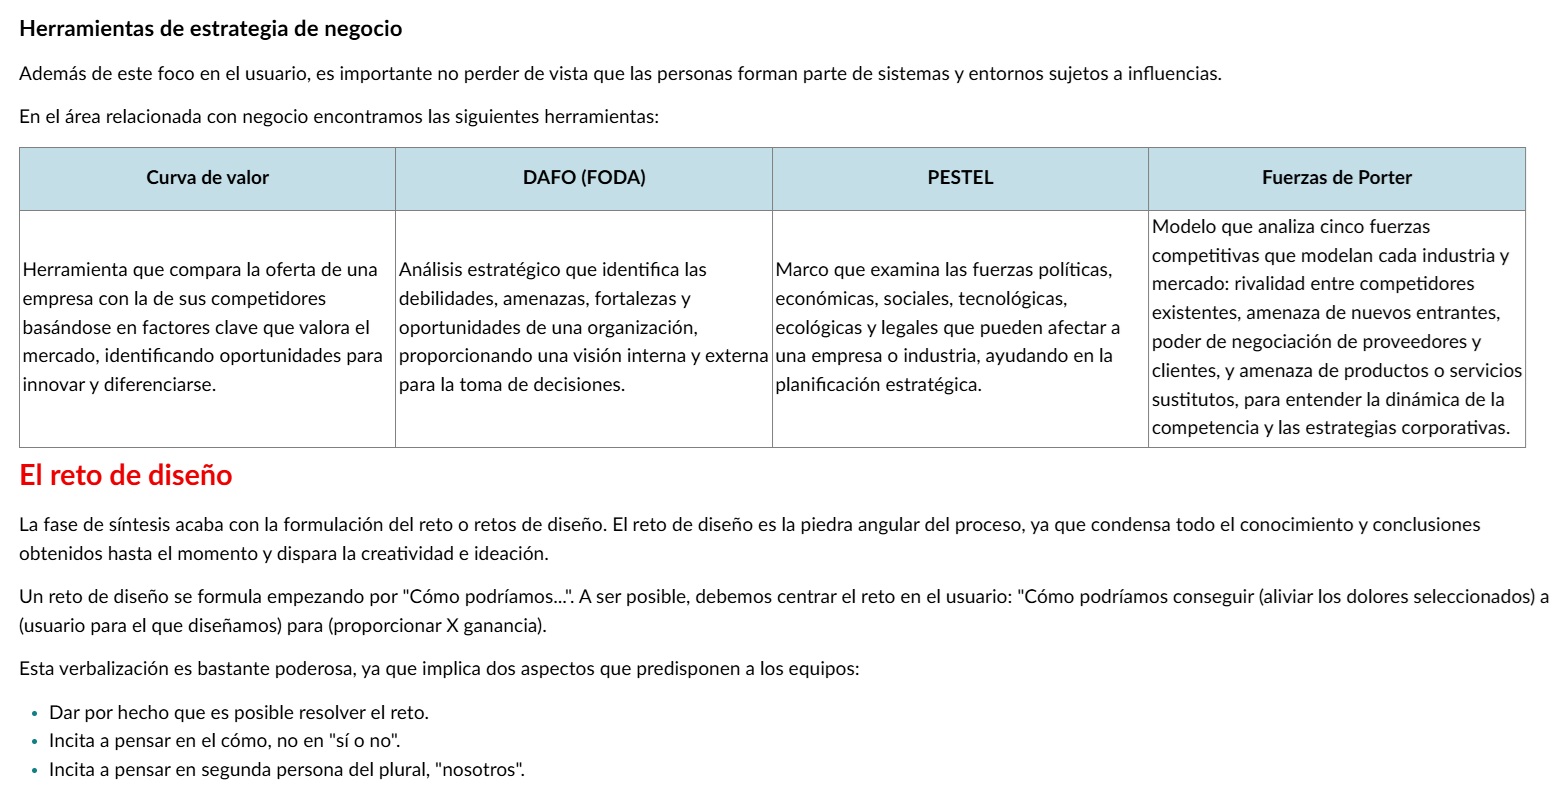 Herramientas de estrategia de negocio
Además de este foco en el usuario, es importante no perder de vista que las personas forman parte de sistemas y entornos sujetos a influencias.
En el área relacionada con negocio encontramos las siguientes herramientas:
Curva de valor
DAFO (FODA)
PESTEL
Fuerzas de Porter
Herramienta que compara la oferta de una
empresa con la de sus competidores
basándose en factores clave que valora el
mercado, identificando oportunidades para
innovar y diferenciarse.
Análisis estratégico que identifica las
debilidades, amenazas, fortalezas y
oportunidades de una organización,
proporcionando una visión interna y externa
para la toma de decisiones.
Marco que examina las fuerzas políticas,
económicas, sociales, tecnológicas,
ecológicas y legales que pueden afectar a
una empresa o industria, ayudando en la
planificación estratégica.
Modelo que analiza cinco fuerzas
competitivas que modelan cada industria y
mercado: rivalidad entre competidores
existentes, amenaza de nuevos entrantes,
poder de negociación de proveedores y
clientes, y amenaza de productos o servicios
sustitutos, para entender la dinámica de la
competencia y las estrategias corporativas.
El reto de diseño
La fase de síntesis acaba con la formulación del reto o retos de diseño. El reto de diseño es la piedra angular del proceso, ya que condensa todo el conocimiento y conclusiones
obtenidos hasta el momento y dispara la creatividad e ideación.
Un reto de diseño se formula empezando por "Cómo podríamos...". A ser posible, debemos centrar el reto en el usuario: "Cómo podríamos conseguir (aliviar los dolores seleccionados) a
(usuario para el que diseñamos) para (proporcionar X ganancia).
Esta verbalización es bastante poderosa, ya que implica dos aspectos que predisponen a los equipos:
• Dar por hecho que es posible resolver el reto.
• Incita a pensar en el cómo, no en "sí o no".
• Incita a pensar en segunda persona del plural, "nosotros".